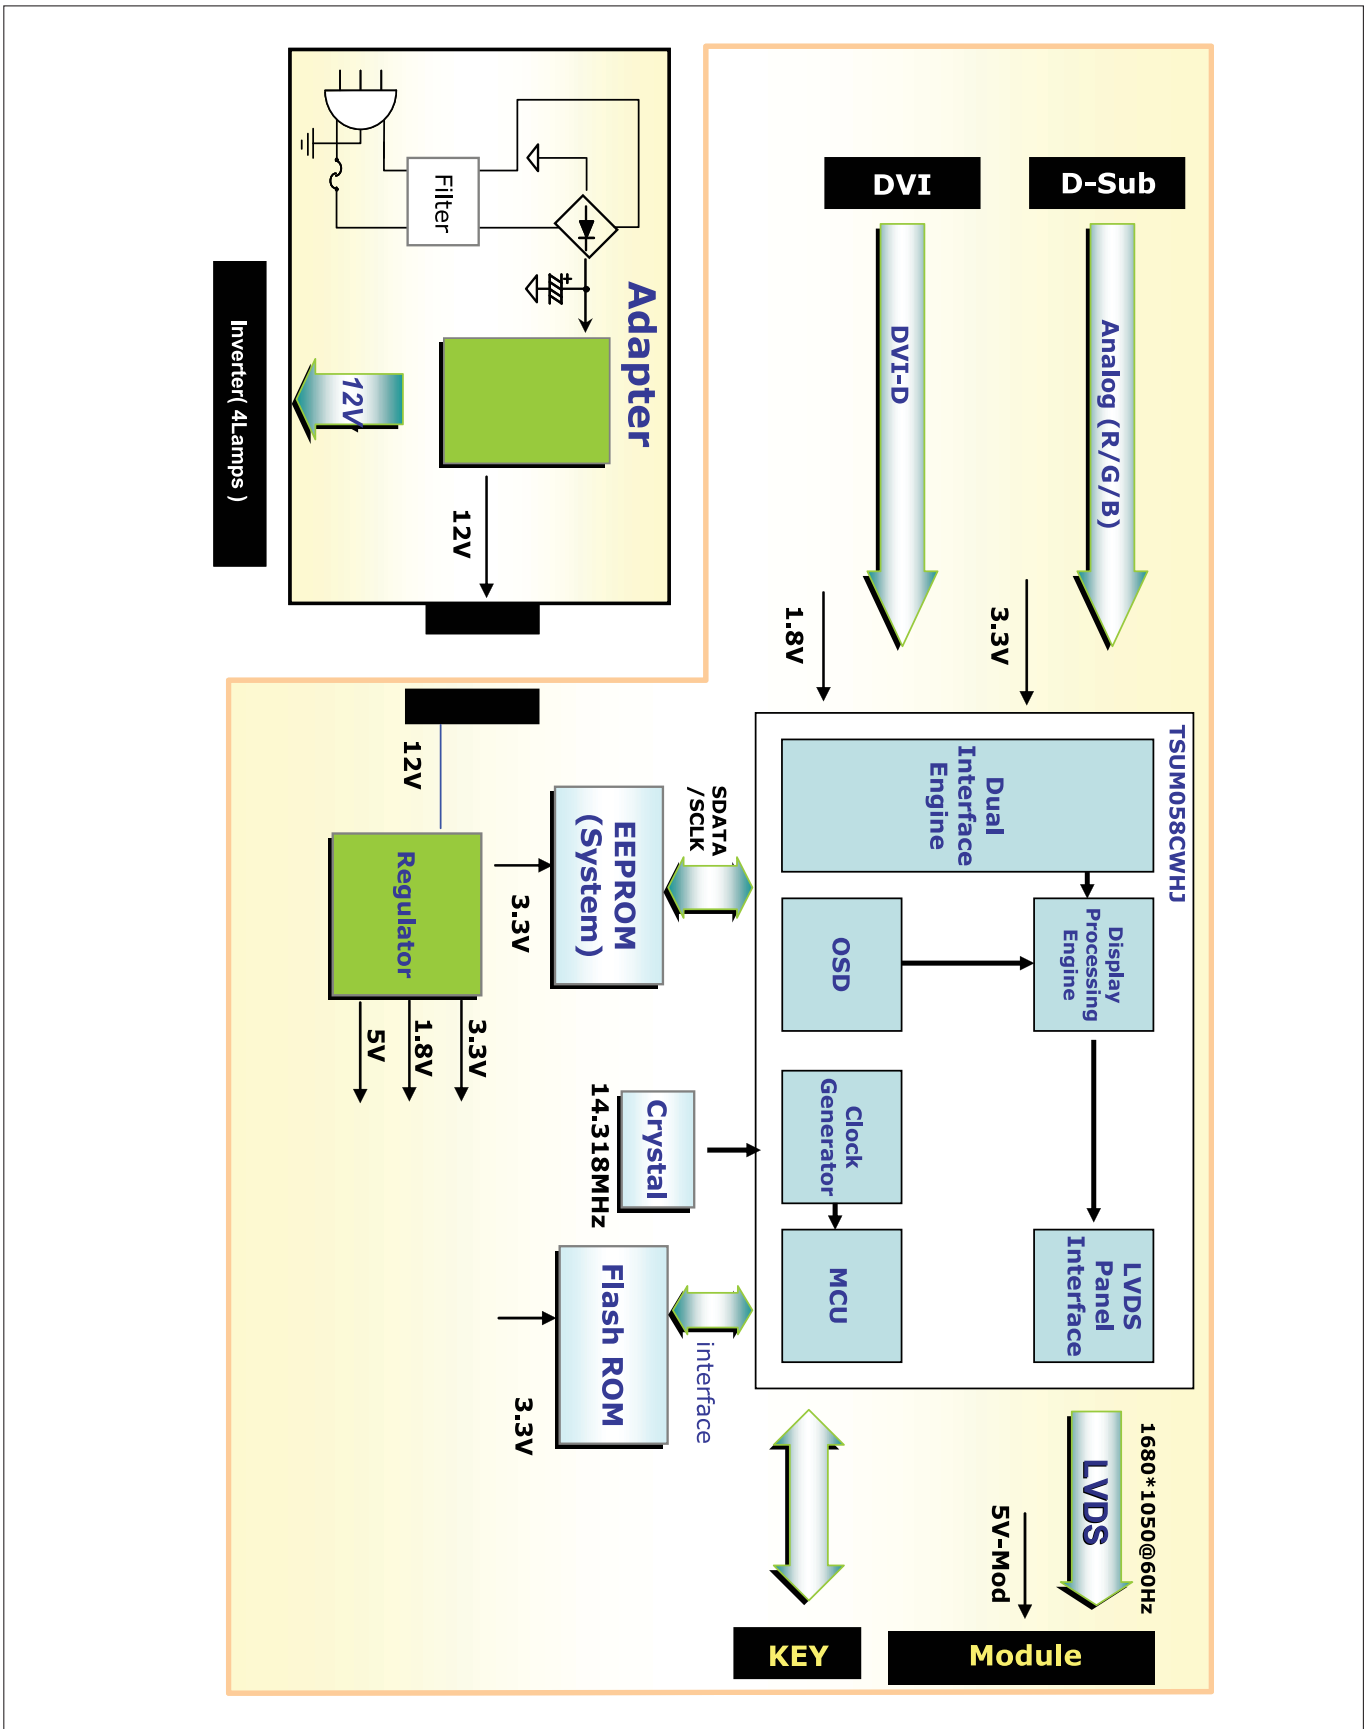 D-Sub
DVI
Analog (R/G/B)
DVI-D
3.3V
1.8V
TSUM058CWHJ
Dual
Interface
Engine
Display
Processing
Engine
OSD
Clock
Generator
MCU
LVDS
Panel
Interface
1680*1050@60Hz
LVDS
5V-Mod
Module
KEY
SDATA
/SCLK
EEPROM
(System)
3.3V
Crystal
14.318MHz
interface
Flash ROM
3.3V
12V
Regulator
3.3V
1.8V
5V
Adapter
Filter
+
12V
12V
Inverter( 4Lamps )